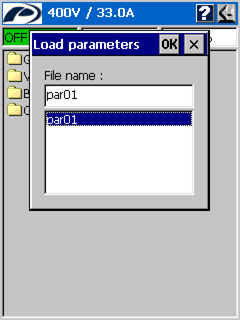 400V / 33.0A ?
OFF
Load parameters OK ×
File name :
par01
par01